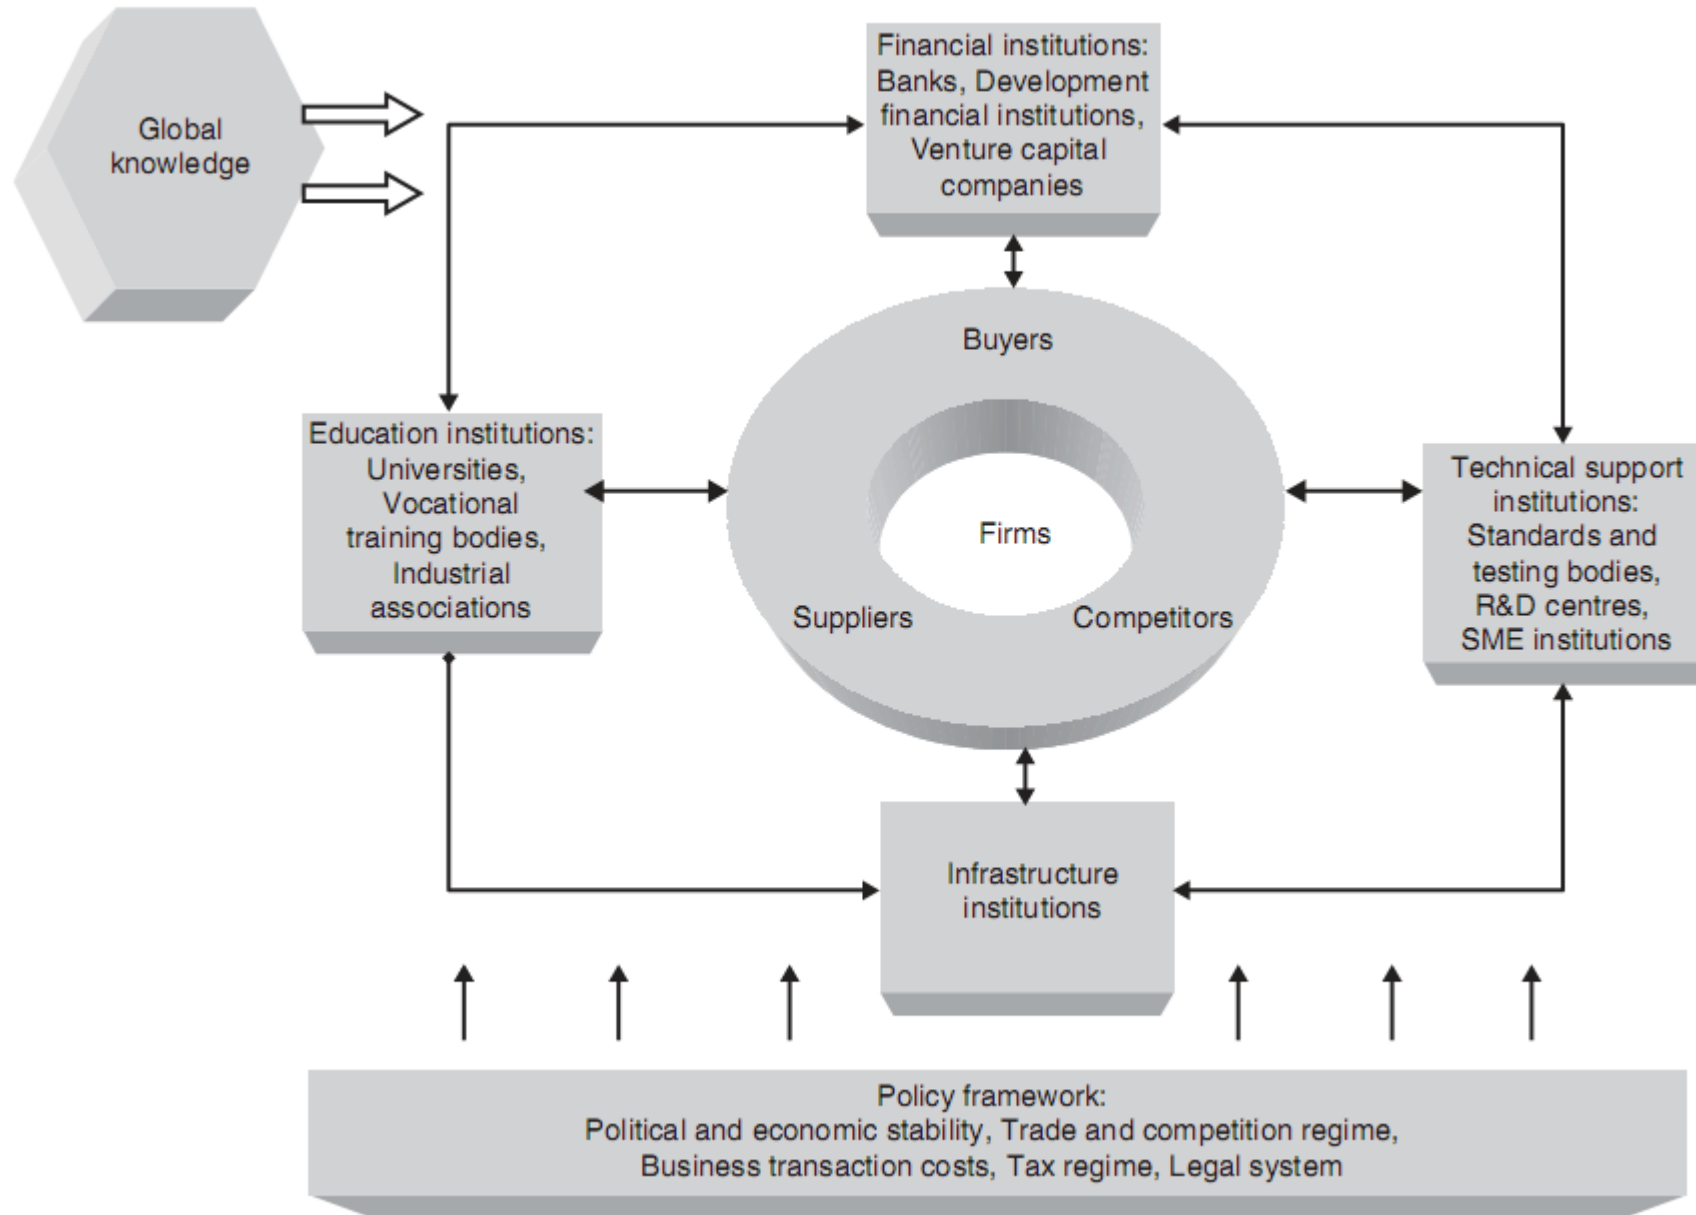 Global
knowledge
Financial institutions:
Banks, Development
financial institutions,
Venture capital
companies
Buyers
Education institutions:
Universities,
Vocational
training bodies,
Industrial
associations
Firms
Suppliers
Competitors
Technical support
institutions:
Standards and
testing bodies,
R&D centres,
SME institutions
Infrastructure
institutions
Policy framework:
Political and economic stability, Trade and competition regime,
Business transaction costs, Tax regime, Legal system